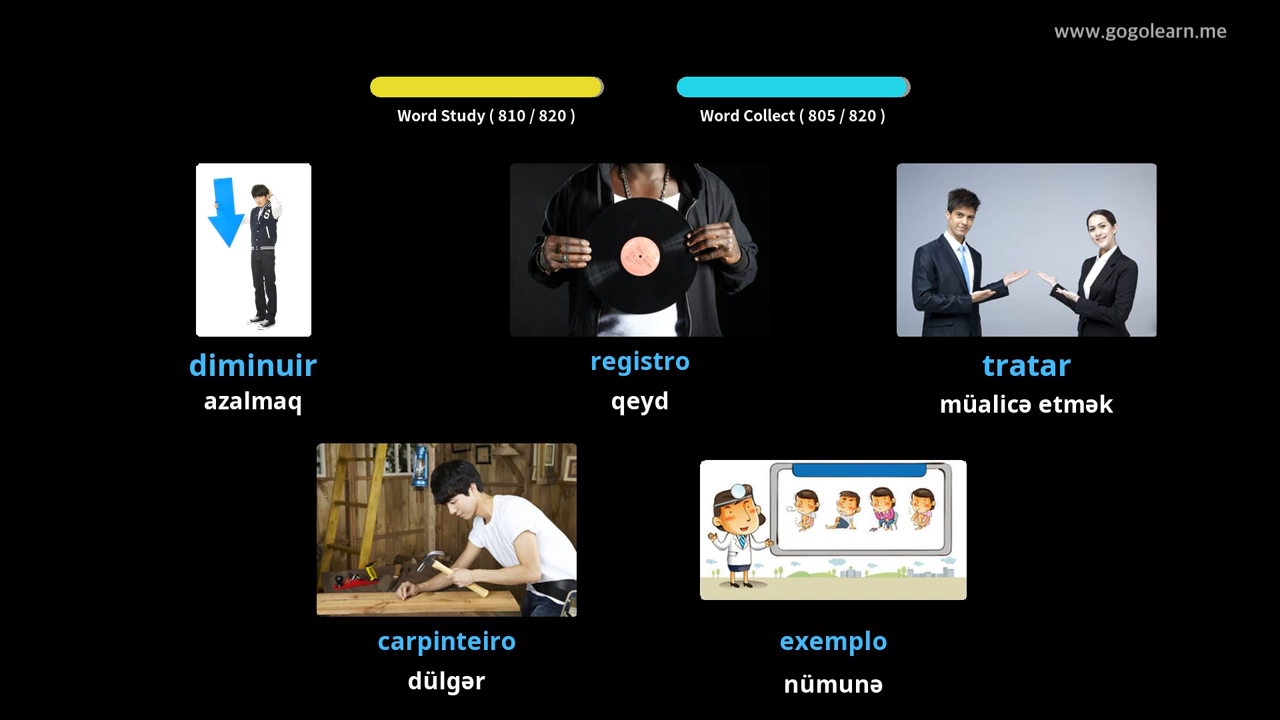 www.gogolearn.me
Word Study ( 810 / 820 )
Word Collect ( 805 / 820 )
diminuir
azalmaq
registro
qeyd
tratar
müalicə etmək
carpinteiro
dülgər
exemplo
nümunə